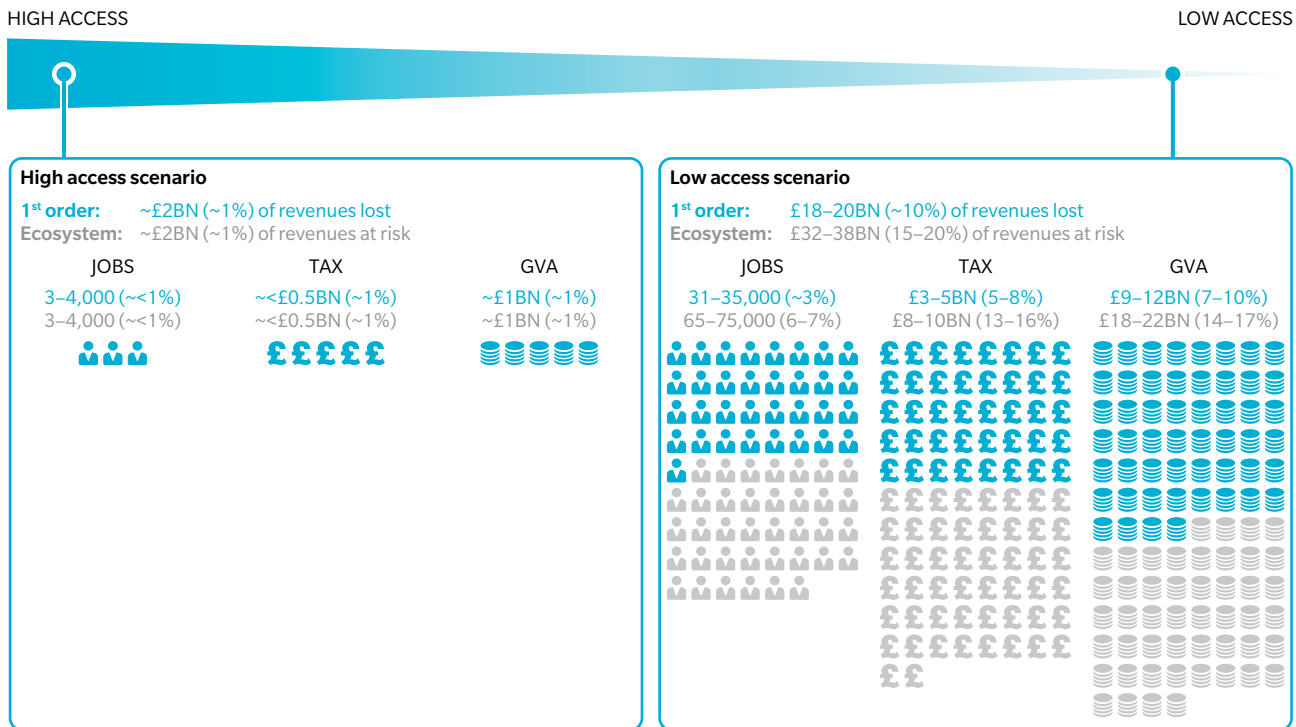 HIGH ACCESS
LOW ACCESS
High access scenario
1st order: ~£2BN (~1%) of revenues lost
Ecosystem: ~£2BN (~1%) of revenues at risk
JOBS TAX GVA
3–4,000 (~<1%) ~<£0.5BN (~1%) ~£1BN (~1%)
3–4,000 (~<1%) ~<£0.5BN (~1%) ~£1BN (~1%)
£ £ £ £ £
Low access scenario
1st order: £18–20BN (~10%) of revenues lost
Ecosystem: £32–38BN (15–20%) of revenues at risk
JOBS TAX GVA
31–35,000 (~3%) £3–5BN (5–8%) £9–12BN (7–10%)
65–75,000 (6–7%) £8–10BN (13–16%) £18–22BN (14–17%)
£ £ £ £ £ £ £ £
£ £ £ £ £ £ £ £
£ £ £ £ £ £ £ £
£ £ £ £ £ £ £ £
£ £ £ £ £ £ £ £
£ £ £ £ £ £ £ £
£ £ £ £ £ £ £ £
£ £ £ £ £ £ £ £
£ £ £ £ £ £ £ £
£ £ £ £ £ £ £ £
£ £ £ £ £ £ £ £
£ £